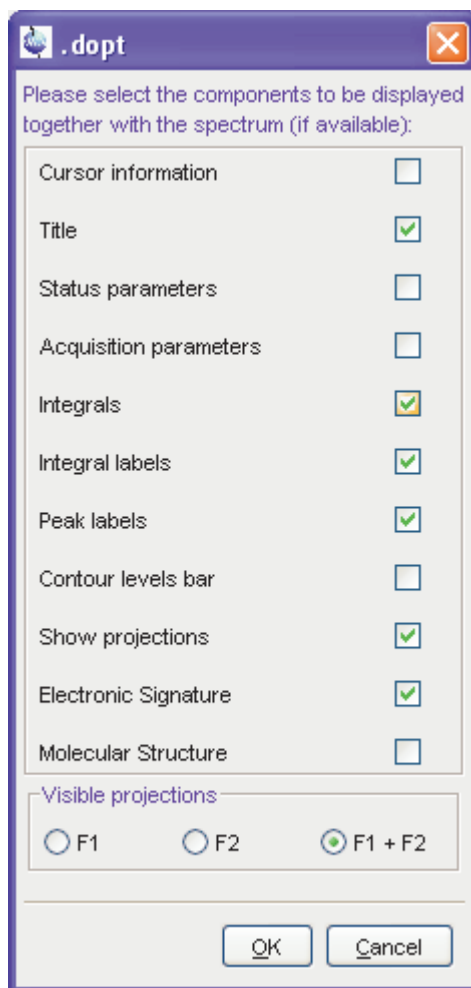 .dopt
Please select the components to be displayed
together with the spectrum (if available):
Cursor information
Title
Status parameters
Acquisition parameters
Integrals
Integral labels
Peak labels
Contour levels bar
Show projections
Electronic Signature
Molecular Structure
Visible projections
F1 F2 F1 + F2
OK Cancel